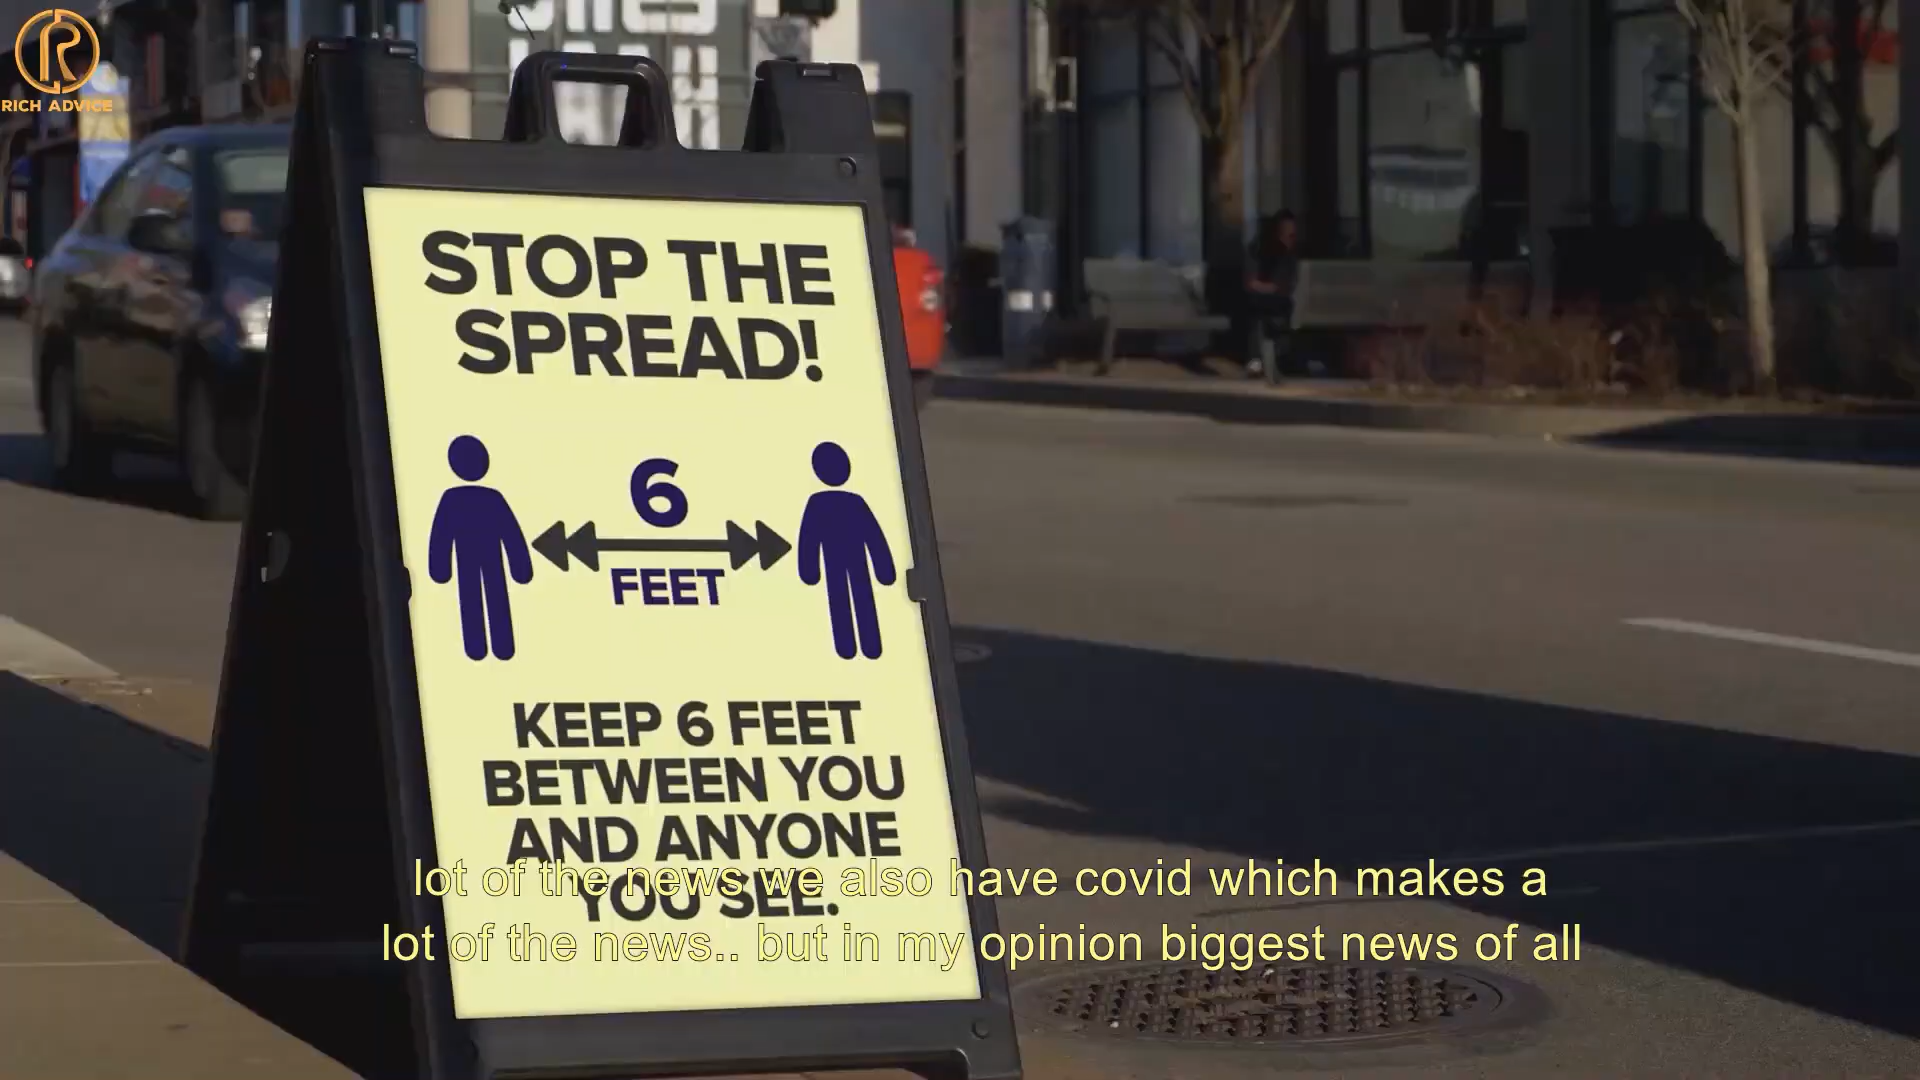 RICH ADVICE
STOP THE
SPREAD!
6
FEET
KEEP 6 FEET
BETWEEN YOU
AND ANYONE
YOU SEE.
lot of the news we also have covid which makes a
lot of the news.. but in my opinion biggest news of all